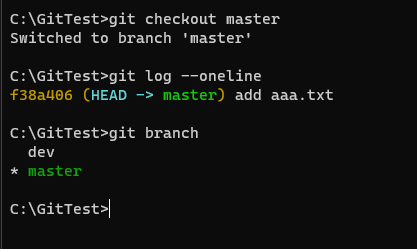 C:\GitTest>git checkout master
Switched to branch 'master'
C:\GitTest>git log --oneline
f38a406 (HEAD -> master) add aaa.txt
C:\GitTest>git branch
  dev
* master
C:\GitTest>